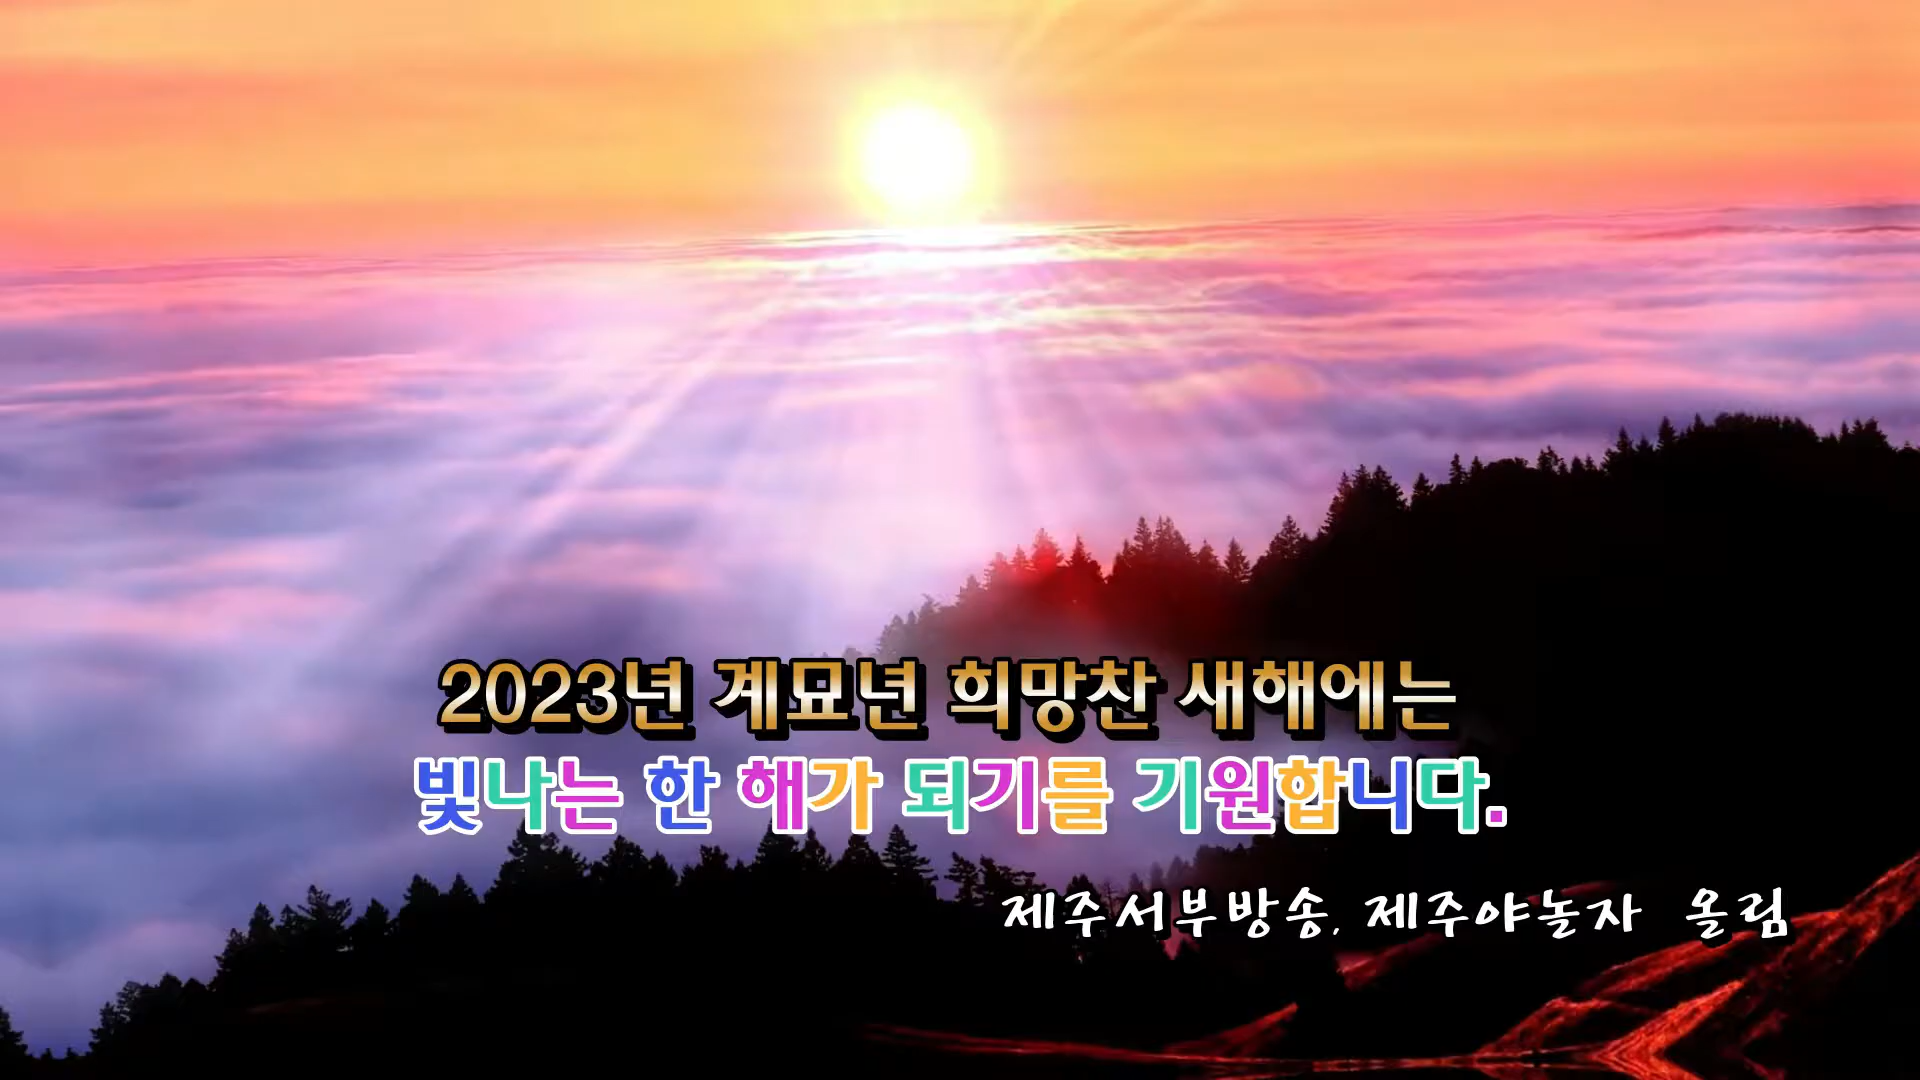 2023년 계묘년 희망찬 새해에는
빛나는 한 해가 되기를 기원합니다.
제주서부방송, 제주야놀자 올림